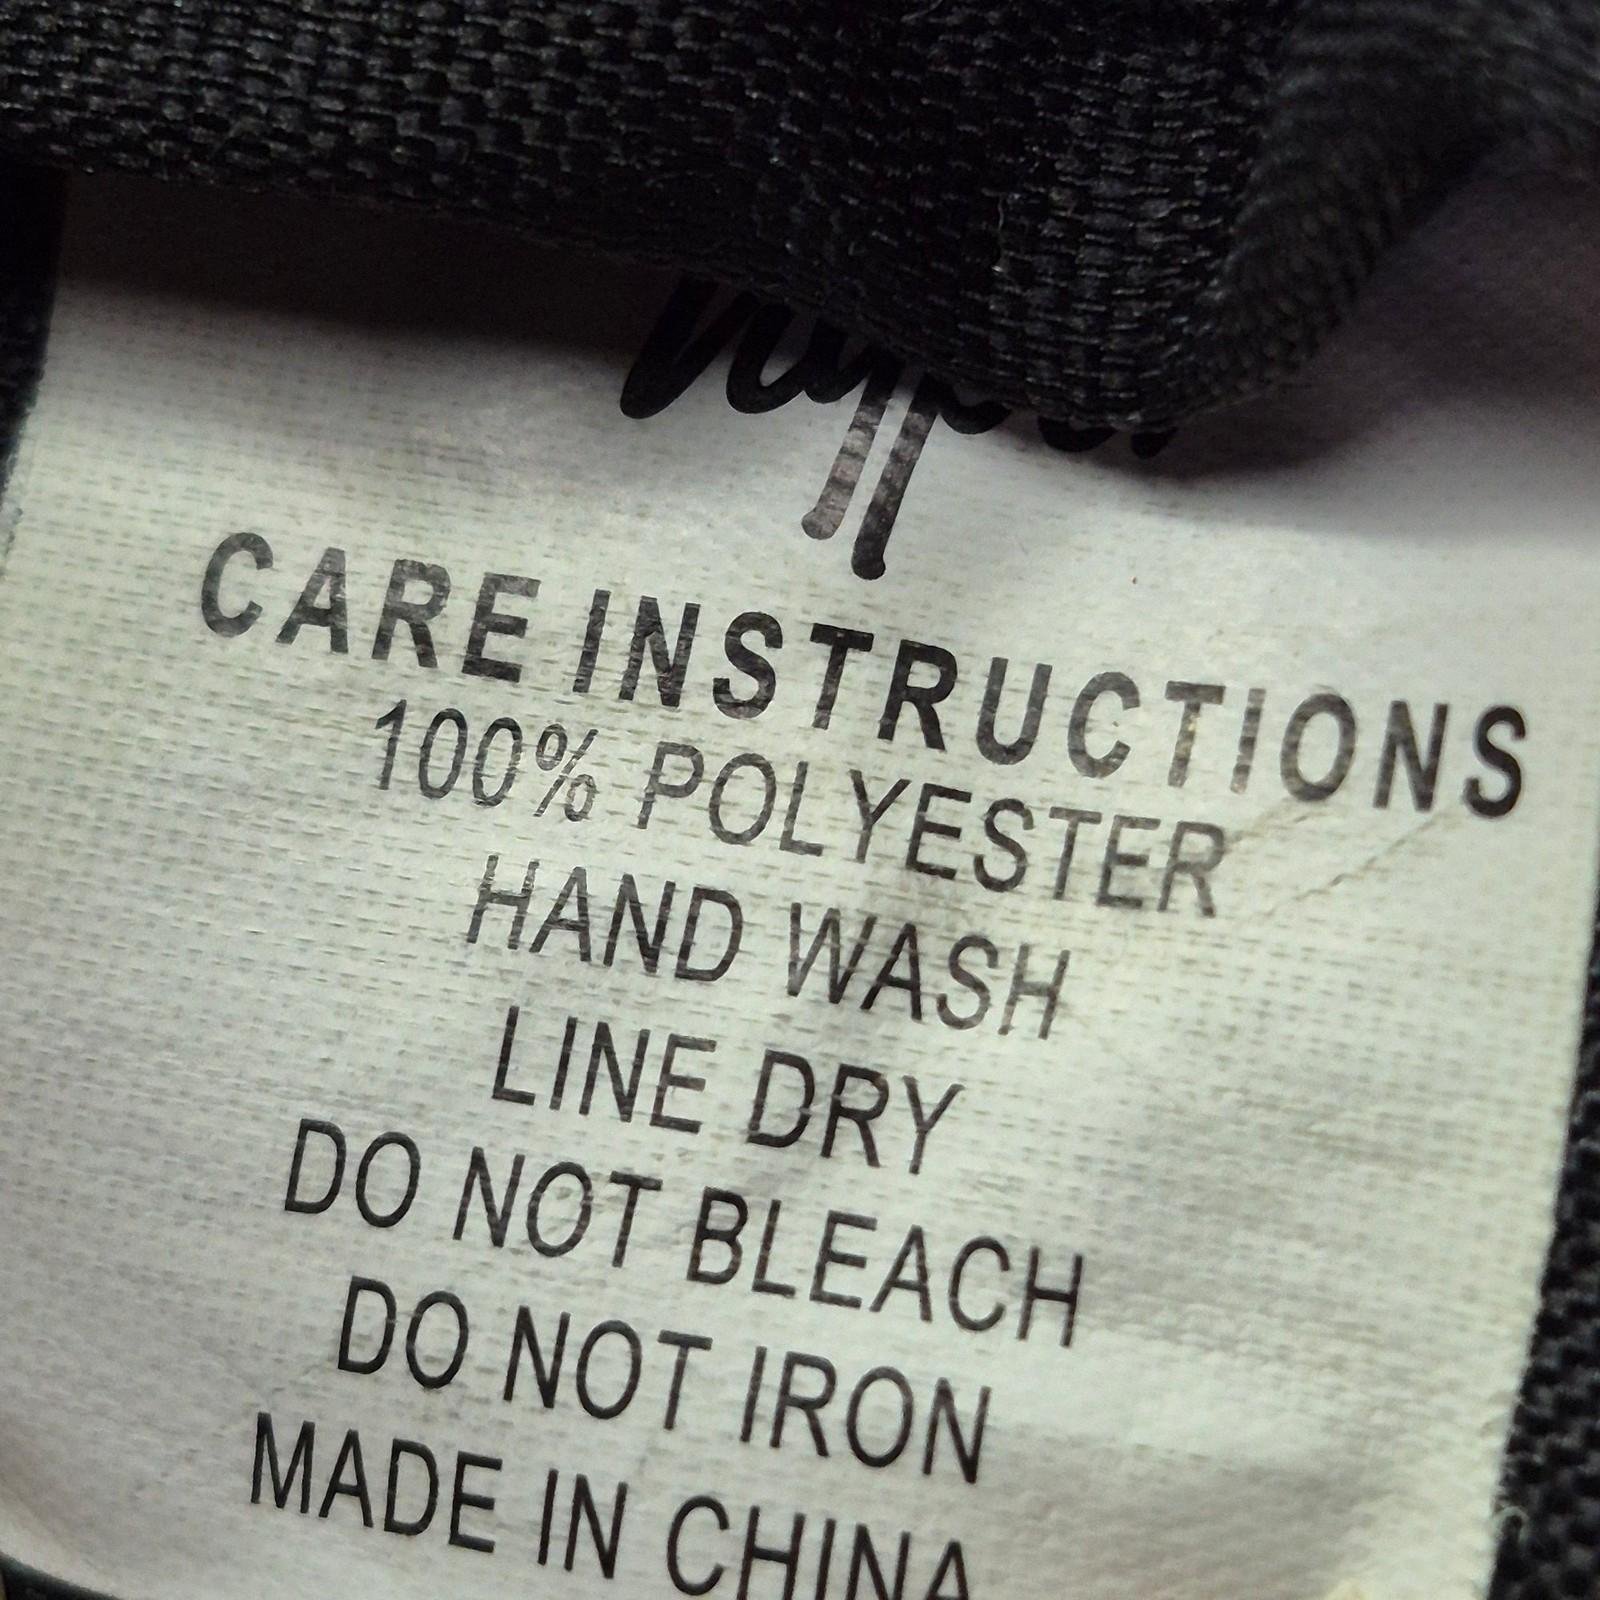 CARE INSTRUCTIONS
100% POLYESTER
HAND WASH
LINE DRY
DO NOT BLEACH
DO NOT IRON
MADE IN CHINA